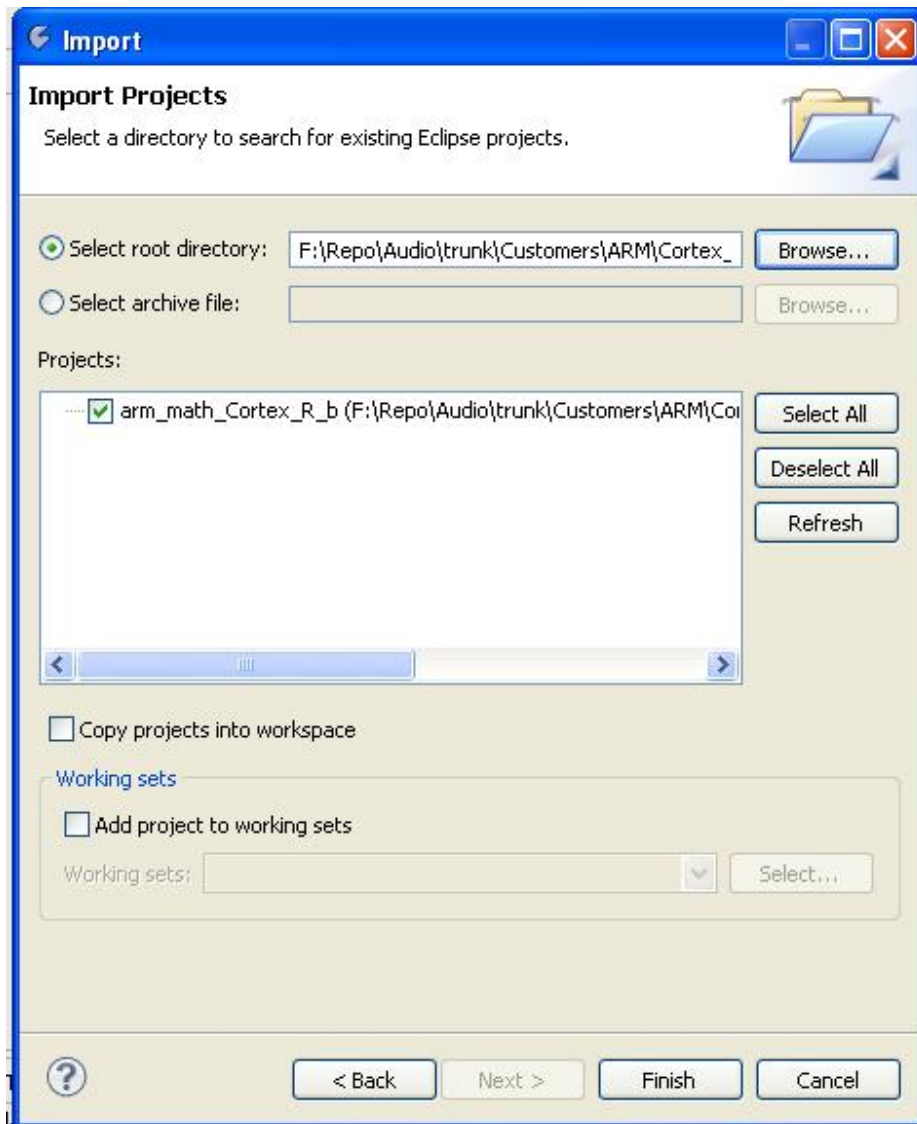 Import
Import Projects
Select a directory to search for existing Eclipse projects.
Select root directory: F:\Repo\Audio\trunk\Customers\ARM\Cortex_ Browse...
Select archive file: Browse...
Projects:
arm_math_Cortex_R_b (F:\Repo\Audio\trunk\Customers\ARM\Cor Select All
Deselect All
Refresh
Copy projects into workspace
Working sets
Add project to working sets
Working sets: Select...
? < Back Next > Finish Cancel